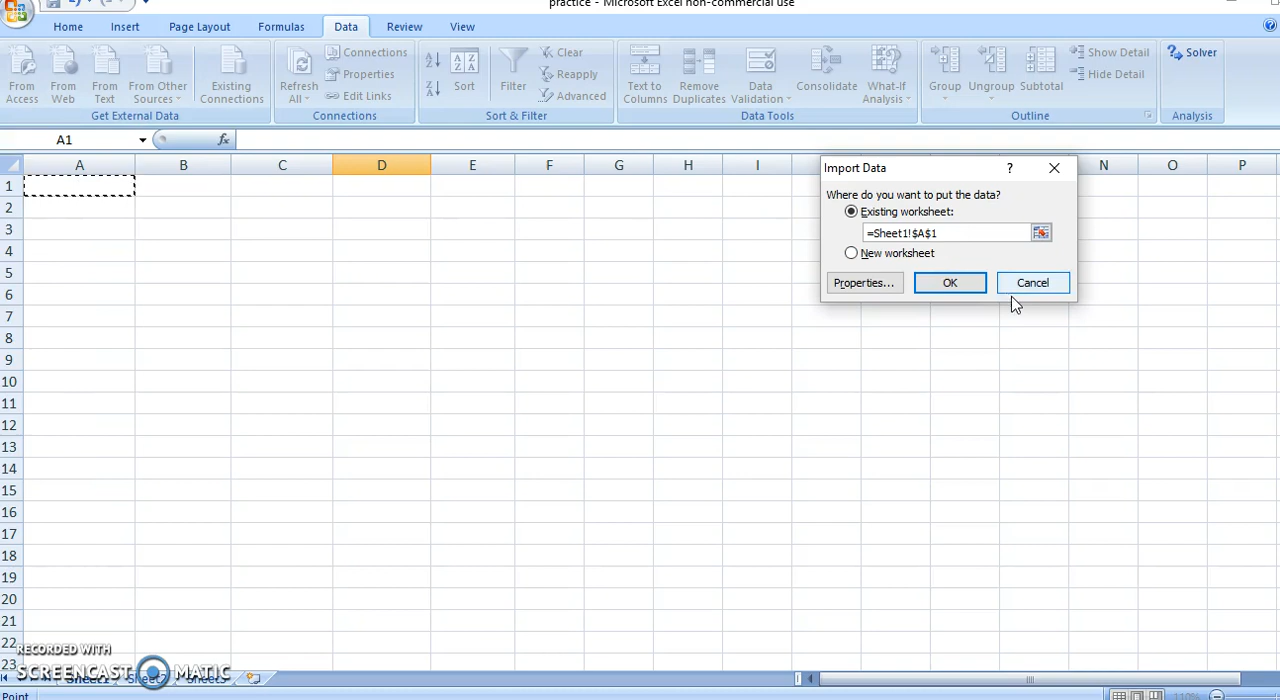 practice - Microsoft Excel non-commercial use
Home Insert Page Layout Formulas Data Review View
From Access
From Web
From Text
From Other Sources
Existing Connections
Get External Data
Refresh All
Connections
Properties
Edit Links
Connections
Sort
Filter
Clear
Reapply
Advanced
Sort & Filter
Text to Columns
Remove Duplicates
Data Validation
Consolidate
What-If Analysis
Data Tools
Group
Ungroup
Subtotal
Show Detail
Hide Detail
Outline
Solver
Analysis
A1 fx
A B C D E F G H I N O P
1
2
3
4
5
6
7
8
9
10
11
12
13
14
15
16
17
18
19
20
21
22
23
Import Data ?
Where do you want to put the data?
Existing worksheet:
=Sheet1!$A$1
New worksheet
Properties... OK Cancel
RECORDED WITH
SCREENCAST MATIC
Point 110%